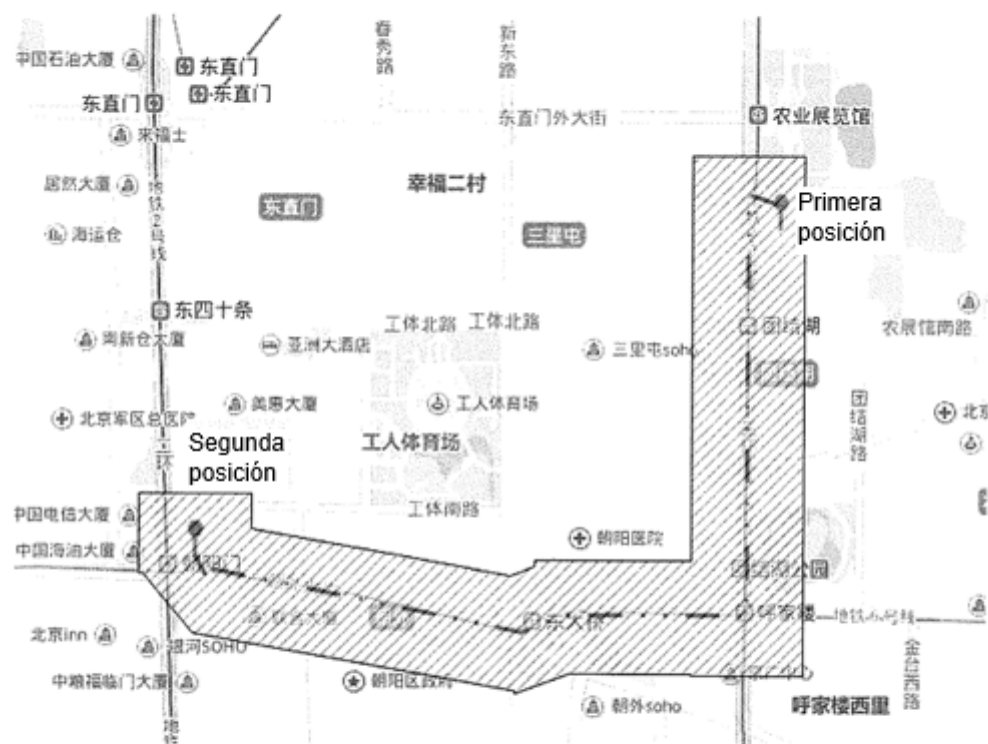 中国石油大厦
东直门
东直门
东直门
来福士
居然大厦
海运仓
地铁2号线
春秀路
新东路
东直门外大街
农业展览馆
幸福二村
东直门
三里屯
Primera
posición
东四十条
南新仓大厦
亚洲大酒店
工体北路
工体北路
三里屯soho
团结湖
农展馆南路
北京军区总医院
美惠大厦
工人体育场
工人体育场
团结湖路
Segunda
posición
工体南路
中国电信大厦
中国海油大厦
朝阳医院
北京inn
银河SOHO
中粮福临门大厦
朝阳区政府
东大桥
呼家楼
地铁6号线
金台西路
朝外soho
呼家楼西里